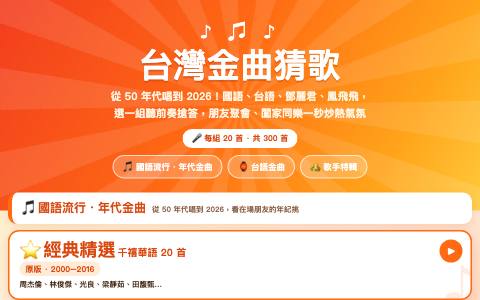 台灣金曲猜歌
從 50 年代唱到 2026！國語、台語、鄧麗君、鳳飛飛，
選一組聽前奏搶答，朋友聚會、闔家同樂一秒炒熱氣氛
每組 20 首 · 共 300 首
國語流行 · 年代金曲
台語金曲
歌手特輯
國語流行 · 年代金曲 從 50 年代唱到 2026，看在場朋友的年紀挑
經典精選 千禧華語 20 首
原版 · 2000–2016
周杰倫、林俊傑、光良、梁靜茹、田馥甄…